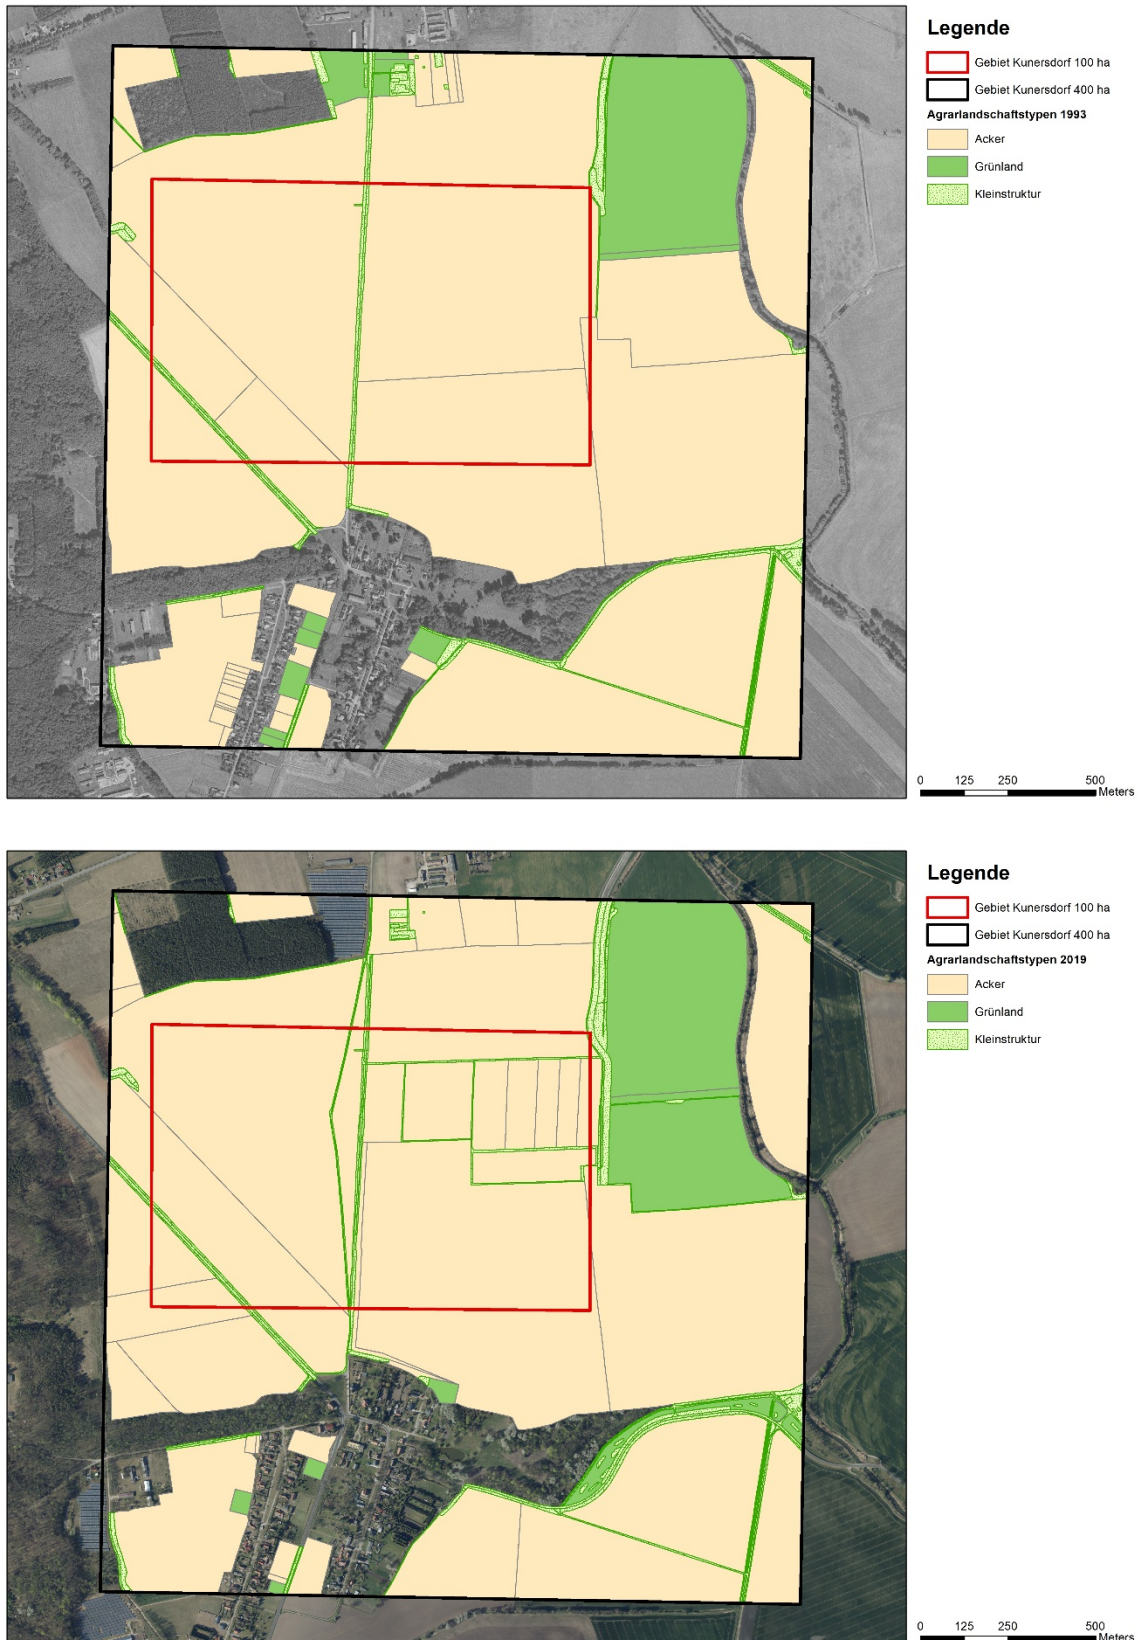 Legende
Gebiet Kunersdorf 100 ha
Gebiet Kunersdorf 400 ha
Agrarlandschaftstypen 1993
Acker
Grünland
Kleinstruktur
0 125 250 500
Meters
Legende
Gebiet Kunersdorf 100 ha
Gebiet Kunersdorf 400 ha
Agrarlandschaftstypen 2019
Acker
Grünland
Kleinstruktur
0 125 250 500
Meters